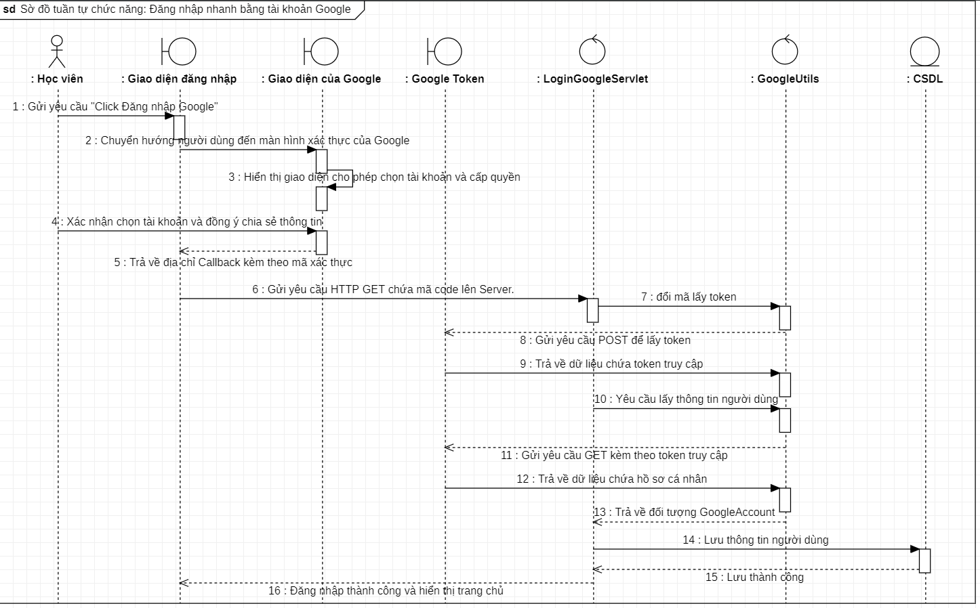 sd Sờ đồ tuần tự chức năng: Đăng nhập nhanh bằng tài khoản Google
: Học viên
: Giao diện đăng nhập
: Giao diện của Google
: Google Token
: LoginGoogleServlet
: GoogleUtils
: CSDL
1 : Gửi yêu cầu "Click Đăng nhập Google"
2 : Chuyển hướng người dùng đến màn hình xác thực của Google
3 : Hiển thị giao diện cho phép chọn tài khoản và cấp quyền
4 : Xác nhận chọn tài khoản và đồng ý chia sẻ thông tin
5 : Trả về địa chỉ Callback kèm theo mã xác thực
6 : Gửi yêu cầu HTTP GET chứa mã code lên Server.
7 : đổi mã lấy token
8 : Gửi yêu cầu POST để lấy token
9 : Trả về dữ liệu chứa token truy cập
10 : Yêu cầu lấy thông tin người dùng
11 : Gửi yêu cầu GET kèm theo token truy cập
12 : Trả về dữ liệu chứa hồ sơ cá nhân
13 : Trả về đối tượng GoogleAccount
14 : Lưu thông tin người dùng
15 : Lưu thành công
16 : Đăng nhập thành công và hiển thị trang chủ